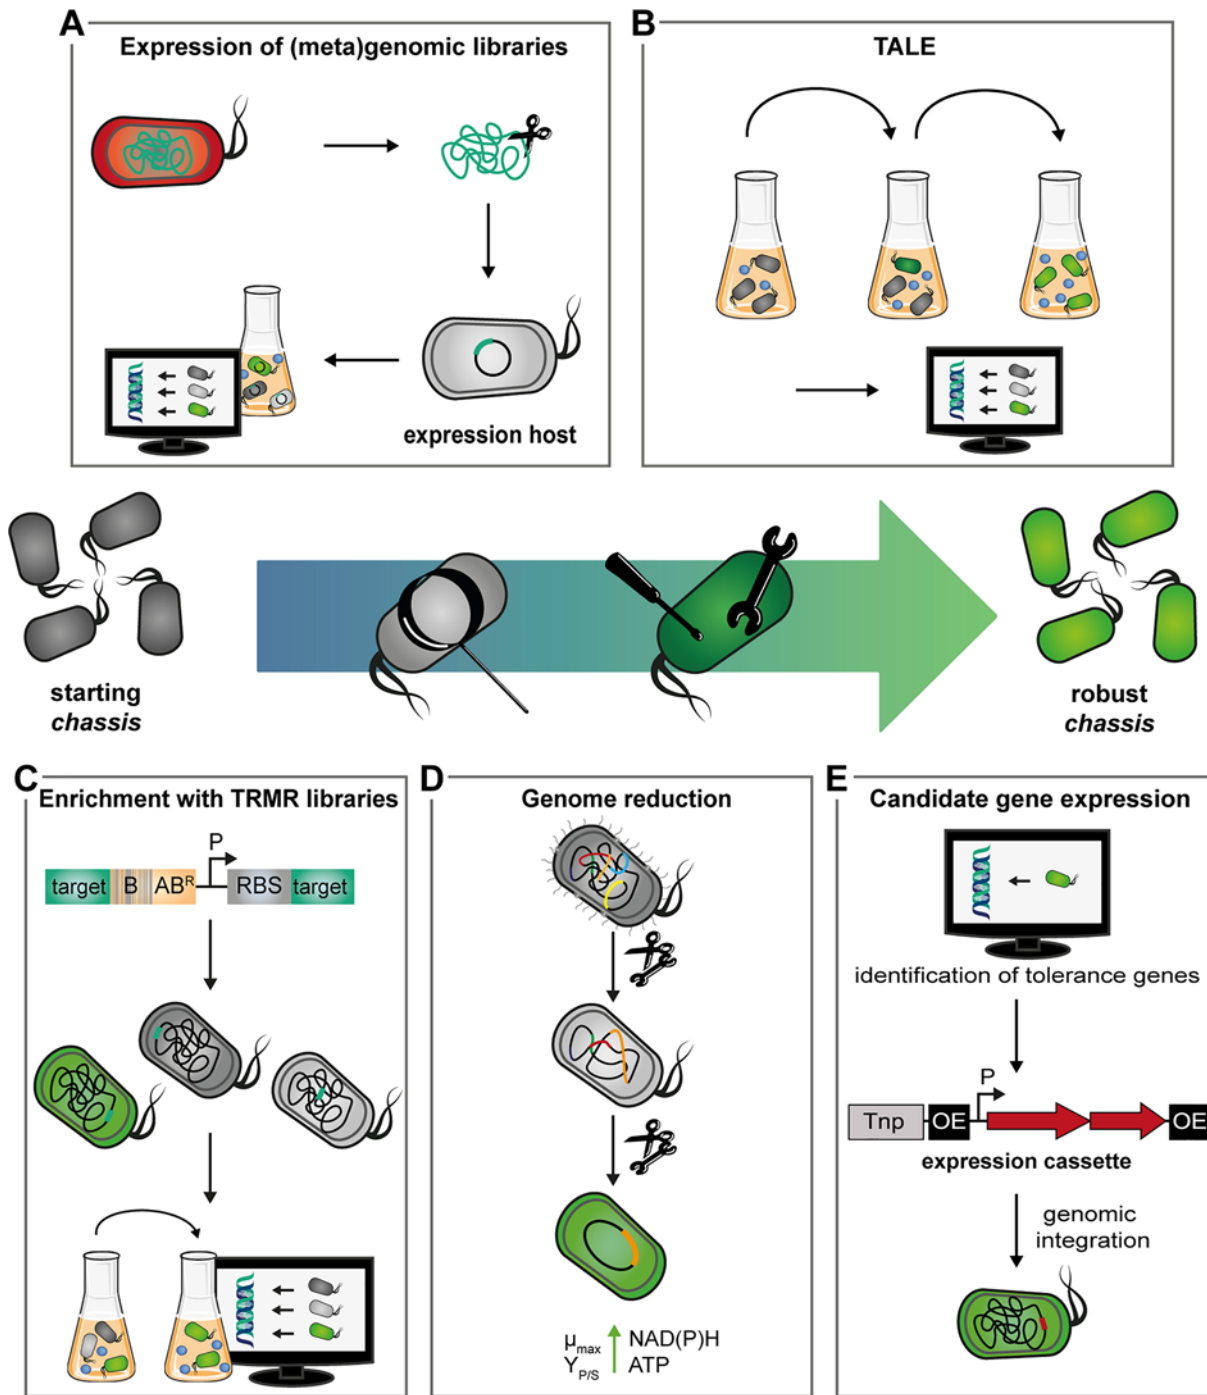 A
Expression of (meta)genomic libraries
expression host
B
TALE
starting
chassis
robust
chassis
C
Enrichment with TRMR libraries
P
target B ABᴿ RBS target
D
Genome reduction
μmax NAD(P)H
YP/S ATP
E
Candidate gene expression
identification of tolerance genes
P
Tnp OE OE
expression cassette
genomic
integration